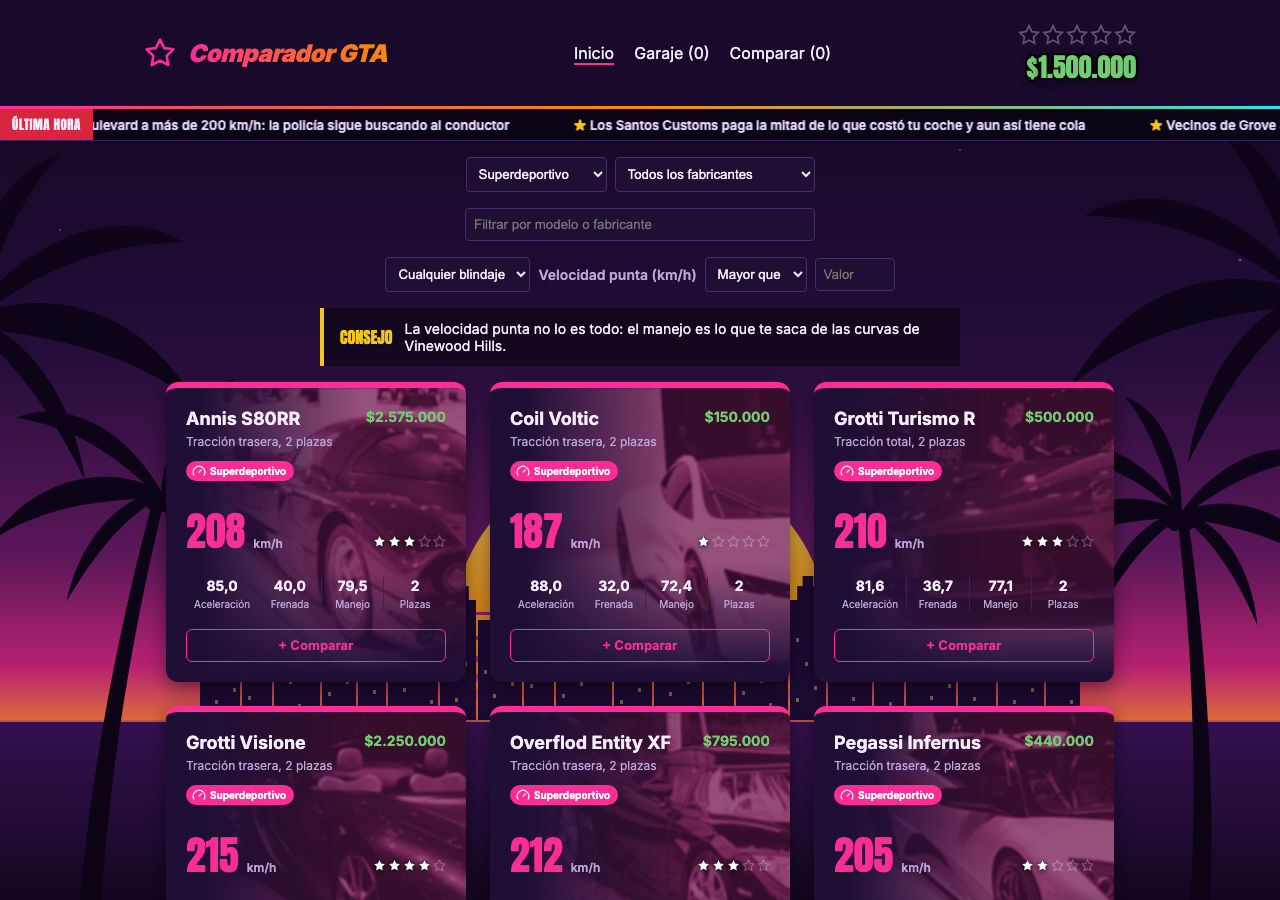 Comparador GTA
Inicio
Garaje (0)
Comparar (0)
$1.500.000
ÚLTIMA HORA
ulevard a más de 200 km/h: la policía sigue buscando al conductor
Los Santos Customs paga la mitad de lo que costó tu coche y aun así tiene cola
Vecinos de Grove
Superdeportivo
Todos los fabricantes
Filtrar por modelo o fabricante
Cualquier blindaje
Velocidad punta (km/h)
Mayor que
Valor
CONSEJO
La velocidad punta no lo es todo: el manejo es lo que te saca de las curvas de
Vinewood Hills.
Annis S80RR
$2.575.000
Tracción trasera, 2 plazas
Superdeportivo
208 km/h
85,0 40,0 79,5 2
Aceleración Frenada Manejo Plazas
+ Comparar
Coil Voltic
$150.000
Tracción trasera, 2 plazas
Superdeportivo
187 km/h
88,0 32,0 72,4 2
Aceleración Frenada Manejo Plazas
+ Comparar
Grotti Turismo R
$500.000
Tracción total, 2 plazas
Superdeportivo
210 km/h
81,6 36,7 77,1 2
Aceleración Frenada Manejo Plazas
+ Comparar
Grotti Visione
$2.250.000
Tracción trasera, 2 plazas
Superdeportivo
215 km/h
Overflod Entity XF
$795.000
Tracción trasera, 2 plazas
Superdeportivo
212 km/h
Pegassi Infernus
$440.000
Tracción trasera, 2 plazas
Superdeportivo
205 km/h